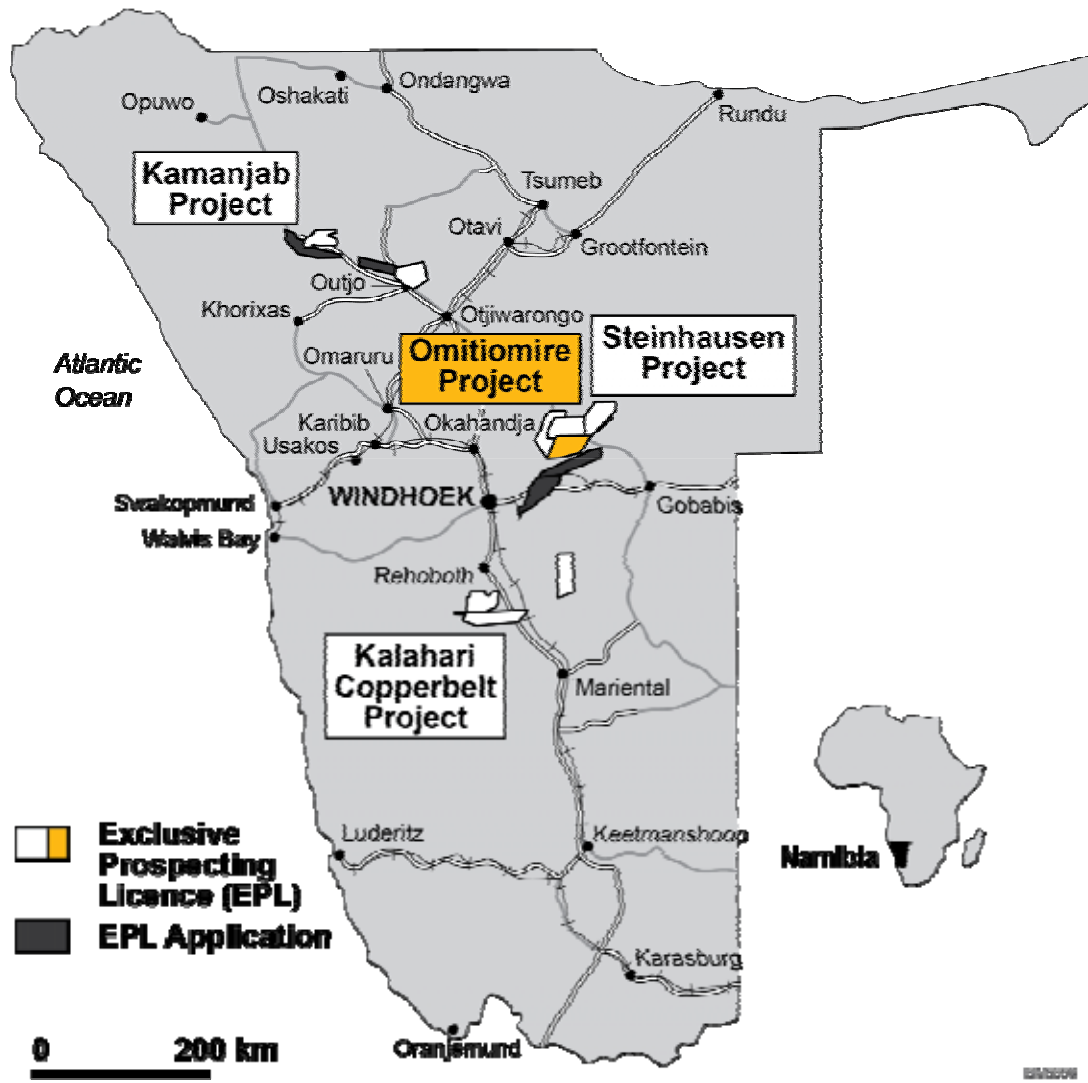 Ondangwa
Oshakati
Opuwo
Rundu
Kamanjab
Project
Tsumeb
Otavi
Grootfontein
Outjo
Khorixas
Otjiwarongo
Steinhausen
Project
Omitiomire
Project
Omaruru
Atlantic
Ocean
Karibib
Okahandja
Usakos
WINDHOEK
Swakopmund
Gobabis
Walvis Bay
Rehoboth
Kalahari
Copperbelt
Project
Mariental
Exclusive
Prospecting
Licence (EPL)
EPL Application
Luderitz
Keetmanshoop
Namibia
Karasburg
Oranjemund
0 200 km